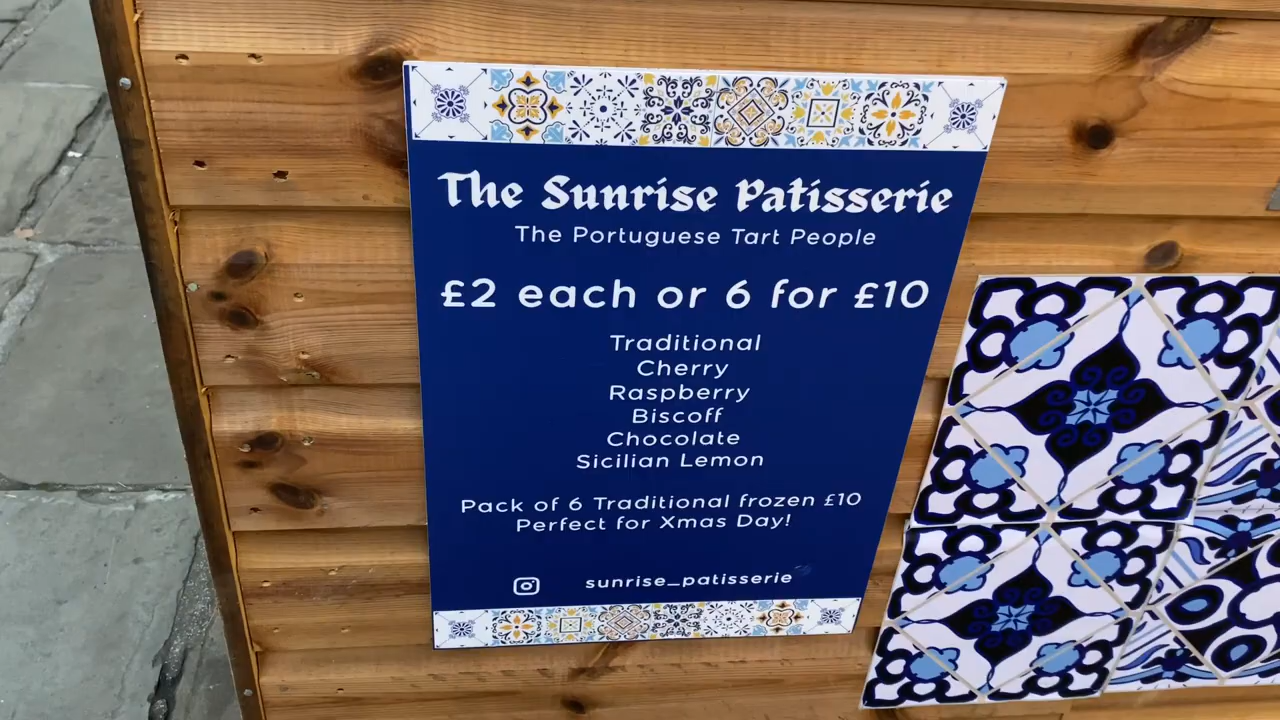 The Sunrise Patisserie
The Portuguese Tart People
£2 each or 6 for £10
Traditional
Cherry
Raspberry
Biscoff
Chocolate
Sicilian Lemon
Pack of 6 Traditional frozen £10
Perfect for Xmas Day!
sunrise_patisserie